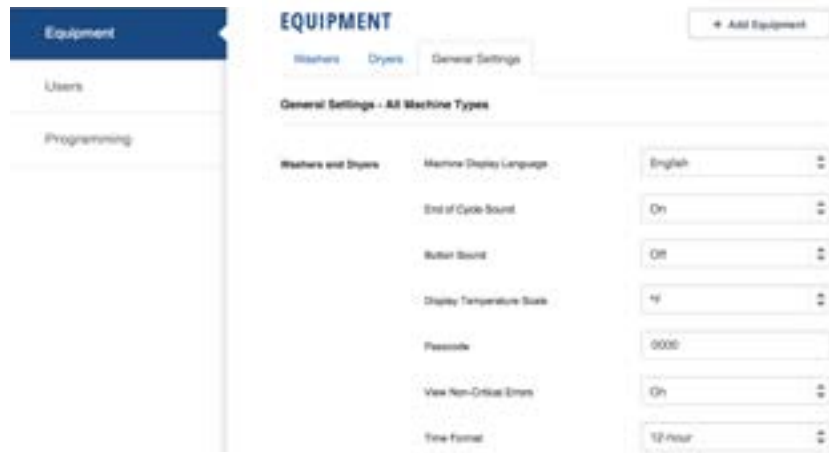 Equipment
Users
Programming
EQUIPMENT
+ Add Equipment
Washers Dryers General Settings
General Settings - All Machine Types
Washers and Dryers Machine Display Language English
End of Cycle Sound On
Button Sound Off
Display Temperature Scale °F
Passcode 0000
View Non-Critical Errors On
Time Format 12-hour